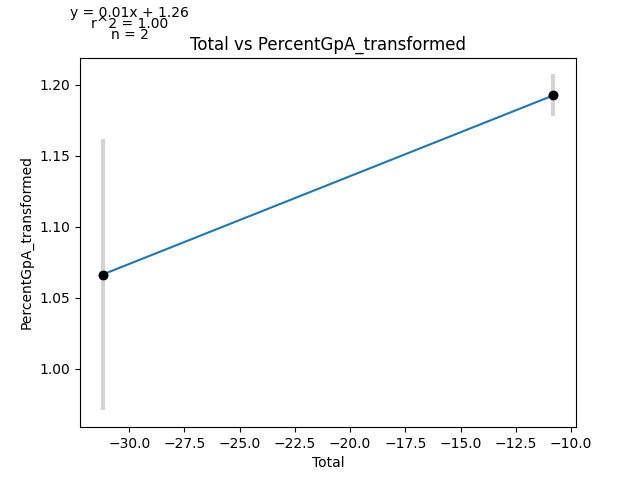 y = 0.01x + 1.26
r^2 = 1.00
n = 2
Total vs PercentGpA_transformed
1.20
1.15
1.10
1.05
1.00
PercentGpA_transformed
−30.0
−27.5
−25.0
−22.5
−20.0
−17.5
−15.0
−12.5
−10.0
Total